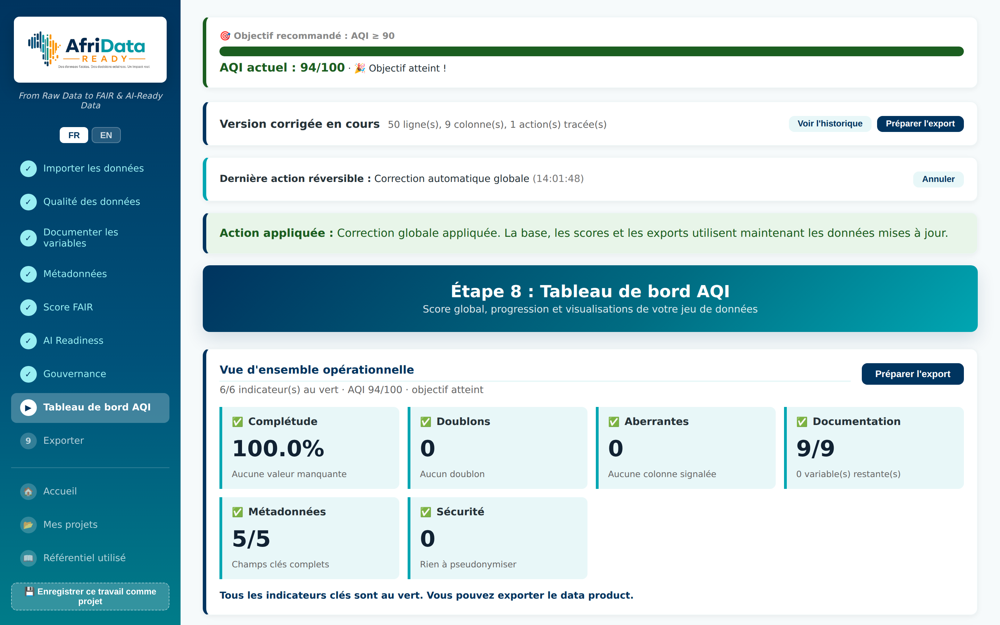 AfriData
READY
Des donnees fiables. Des decisions eclairees. Un impact reel.
From Raw Data to FAIR & AI-Ready
Data
FR
EN
✓ Importer les données
✓ Qualité des données
✓ Documenter les
variables
✓ Métadonnées
✓ Score FAIR
✓ AI Readiness
✓ Gouvernance
▶ Tableau de bord AQI
9 Exporter
🏠 Accueil
📂 Mes projets
📖 Référentiel utilisé
💾 Enregistrer ce travail comme
projet
🎯 Objectif recommandé : AQI ≥ 90
AQI actuel : 94/100 · 🎉 Objectif atteint !
Version corrigée en cours 50 ligne(s), 9 colonne(s), 1 action(s) tracée(s)
Voir l'historique
Préparer l'export
Dernière action réversible : Correction automatique globale (14:01:48)
Annuler
Action appliquée : Correction globale appliquée. La base, les scores et les exports utilisent maintenant les données mises à jour.
Étape 8 : Tableau de bord AQI
Score global, progression et visualisations de votre jeu de données
Vue d'ensemble opérationnelle
Préparer l'export
6/6 indicateur(s) au vert · AQI 94/100 · objectif atteint
✅ Complétude
100.0%
Aucune valeur manquante
✅ Doublons
0
Aucun doublon
✅ Aberrantes
0
Aucune colonne signalée
✅ Documentation
9/9
0 variable(s) restante(s)
✅ Métadonnées
5/5
Champs clés complets
✅ Sécurité
0
Rien à pseudonymiser
Tous les indicateurs clés sont au vert. Vous pouvez exporter le data product.